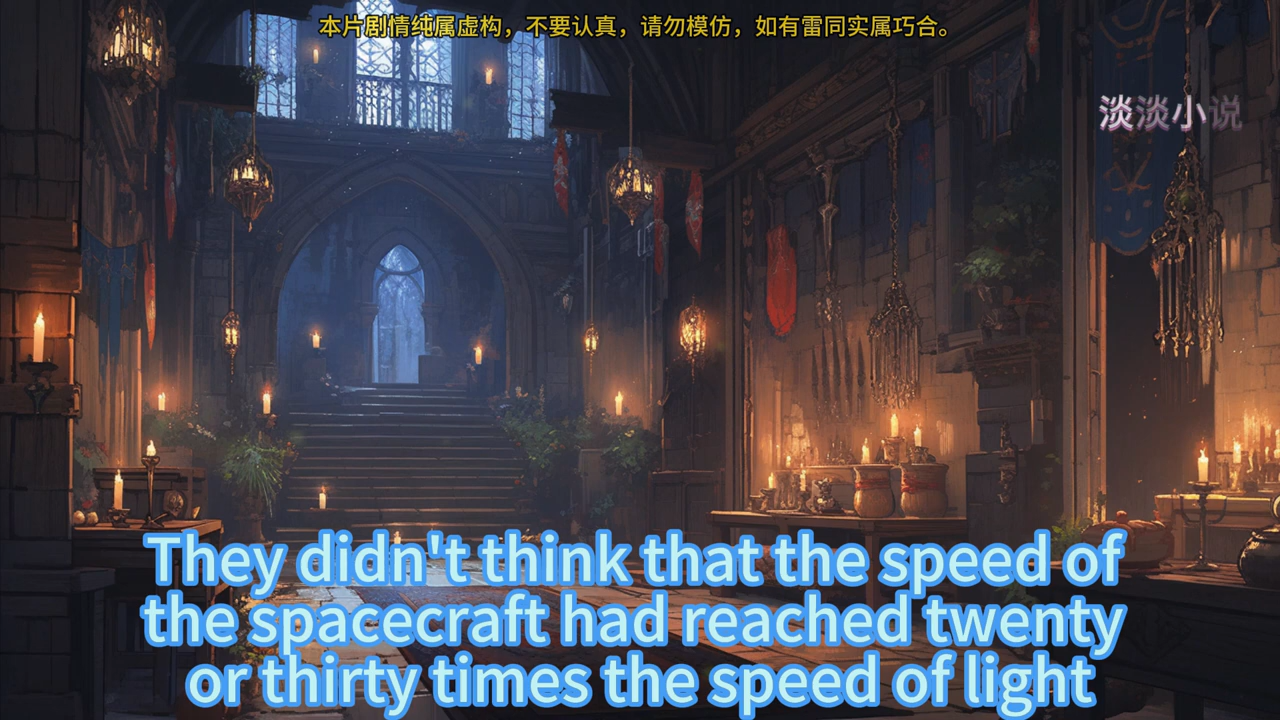 本片剧情纯属虚构，不要认真，请勿模仿，如有雷同实属巧合。
淡淡小说
They didn't think that the speed of
the spacecraft had reached twenty
or thirty times the speed of light